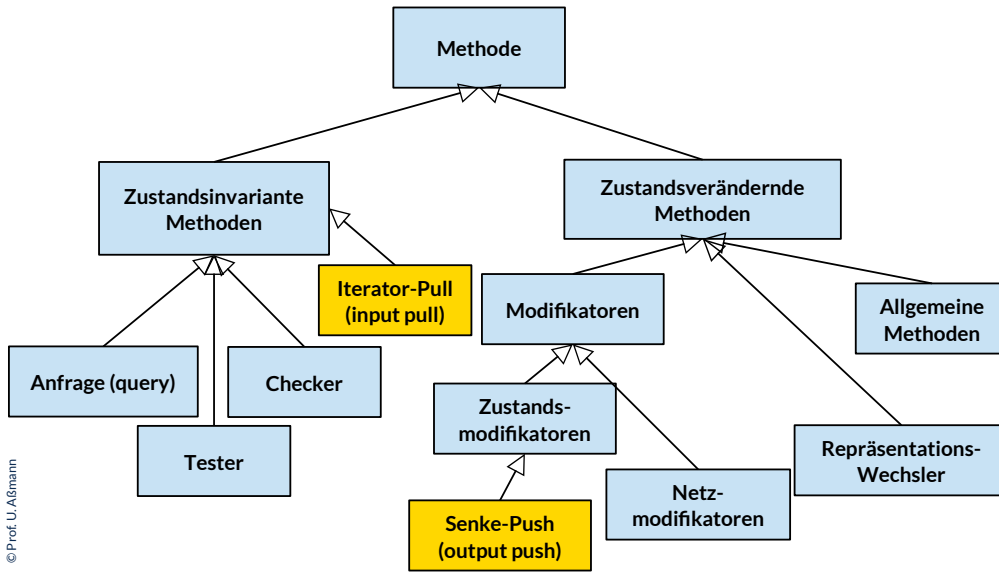 Methode
Zustandsinvariante
Methoden
Zustandsverändernde
Methoden
Iterator-Pull
(input pull)
Modifikatoren
Allgemeine
Methoden
Anfrage (query)
Checker
Tester
Zustands-
modifikatoren
Repräsentations-
Wechsler
Netz-
modifikatoren
Senke-Push
(output push)
© Prof. U. Aßmann